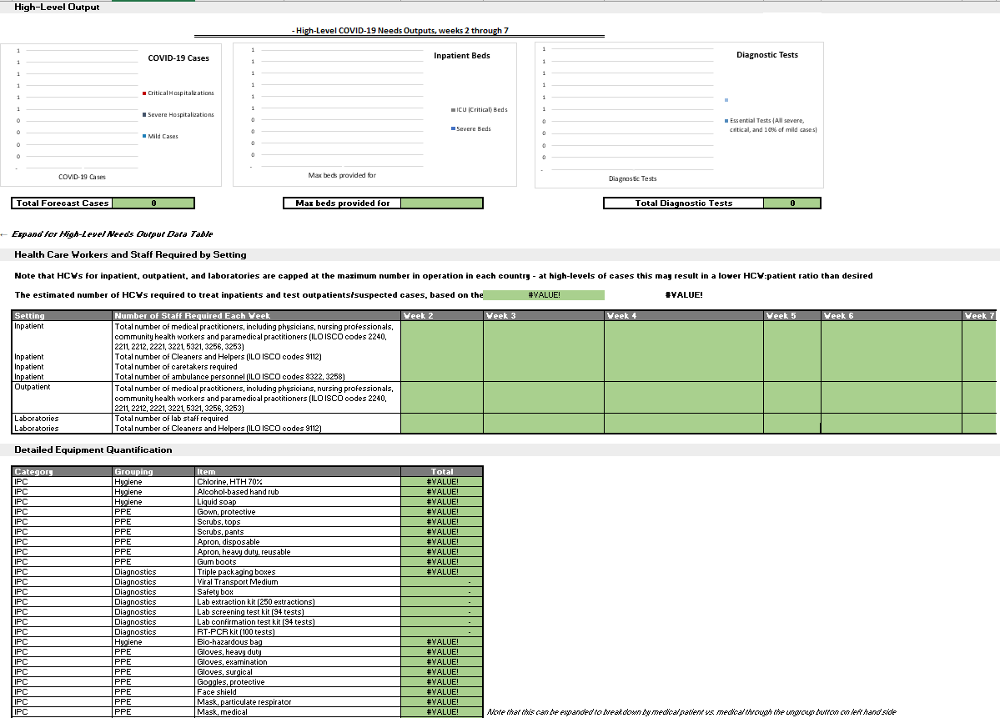 High-Level Output
- High-Level COVID-19 Needs Outputs, weeks 2 through 7
COVID-19 Cases
1
1
1
1
1
1
0
0
0
0
-
Critical Hospitalizations
Severe Hospitalizations
Mild Cases
COVID-19 Cases
Inpatient Beds
1
1
1
1
1
1
0
0
0
0
-
ICU (Critical) Beds
Severe Beds
Max beds provided for
Diagnostic Tests
1
1
1
1
1
1
0
0
0
0
-
Essential Tests (All severe,
critical, and 10% of mild cases)
Diagnostic Tests
Total Forecast Cases 0
Max beds provided for
Total Diagnostic Tests 0
← Expand for High-Level Needs Output Data Table
Health Care Workers and Staff Required by Setting
Note that HCWs for inpatient, outpatient, and laboratories are capped at the maximum number in operation in each country - at high-levels of cases this may result in a lower HCW:patient ratio than desired
The estimated number of HCWs required to treat inpatients and test outpatients/suspected cases, based on the #VALUE! #VALUE!
Setting Number of Staff Required Each Week Week 2 Week 3 Week 4 Week 5 Week 6 Week 7
Inpatient Total number of medical practitioners, including physicians, nursing professionals,
community health workers and paramedical practitioners (ILO ISCO codes 2240,
2211, 2212, 2221, 3221, 5321, 3256, 3253)
Inpatient Total number of Cleaners and Helpers (ILO ISCO codes 9112)
Inpatient Total number of caretakers required
Inpatient Total number of ambulance personnel (ILO ISCO codes 8322, 3258)
Outpatient Total number of medical practitioners, including physicians, nursing professionals,
community health workers and paramedical practitioners (ILO ISCO codes 2240,
2211, 2212, 2221, 3221, 5321, 3256, 3253)
Laboratories Total number of lab staff required
Laboratories Total number of Cleaners and Helpers (ILO ISCO codes 9112)
Detailed Equipment Quantification
Category Grouping Item Total
IPC Hygiene Chlorine, HTH 70% #VALUE!
IPC Hygiene Alcohol-based hand rub #VALUE!
IPC Hygiene Liquid soap #VALUE!
IPC PPE Gown, protective #VALUE!
IPC PPE Scrubs, tops #VALUE!
IPC PPE Scrubs, pants #VALUE!
IPC PPE Apron, disposable #VALUE!
IPC PPE Apron, heavy duty, reusable #VALUE!
IPC PPE Gum boots #VALUE!
IPC Diagnostics Triple packaging boxes #VALUE!
IPC Diagnostics Viral Transport Medium -
IPC Diagnostics Safety box -
IPC Diagnostics Lab extraction kit (250 extractions) -
IPC Diagnostics Lab screening test kit (94 tests) -
IPC Diagnostics Lab confirmation test kit (94 tests) -
IPC Diagnostics RT-PCR kit (100 tests) -
IPC Hygiene Bio-hazardous bag #VALUE!
IPC PPE Gloves, heavy duty #VALUE!
IPC PPE Gloves, examination #VALUE!
IPC PPE Gloves, surgical #VALUE!
IPC PPE Goggles, protective #VALUE!
IPC PPE Face shield #VALUE!
IPC PPE Mask, particulate respirator #VALUE!
IPC PPE Mask, medical #VALUE! Note that this can be expanded to breakdown by medical patient vs. medical through the ungroup button on left hand side